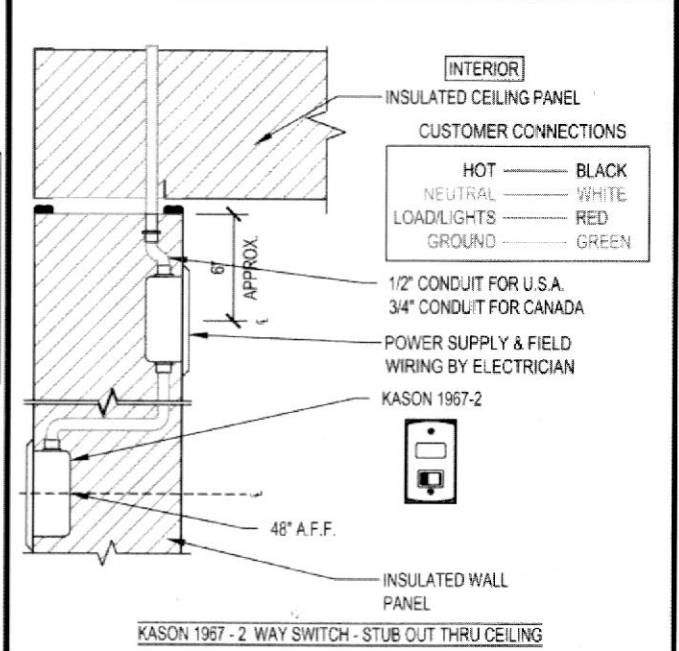 INTERIOR
INSULATED CEILING PANEL
CUSTOMER CONNECTIONS
HOT BLACK
NEUTRAL WHITE
LOAD/LIGHTS RED
GROUND GREEN
6"
APPROX.
1/2" CONDUIT FOR U.S.A.
3/4" CONDUIT FOR CANADA
POWER SUPPLY & FIELD
WIRING BY ELECTRICIAN
KASON 1967-2
48" A.F.F.
INSULATED WALL
PANEL
KASON 1967 - 2 WAY SWITCH - STUB OUT THRU CEILING